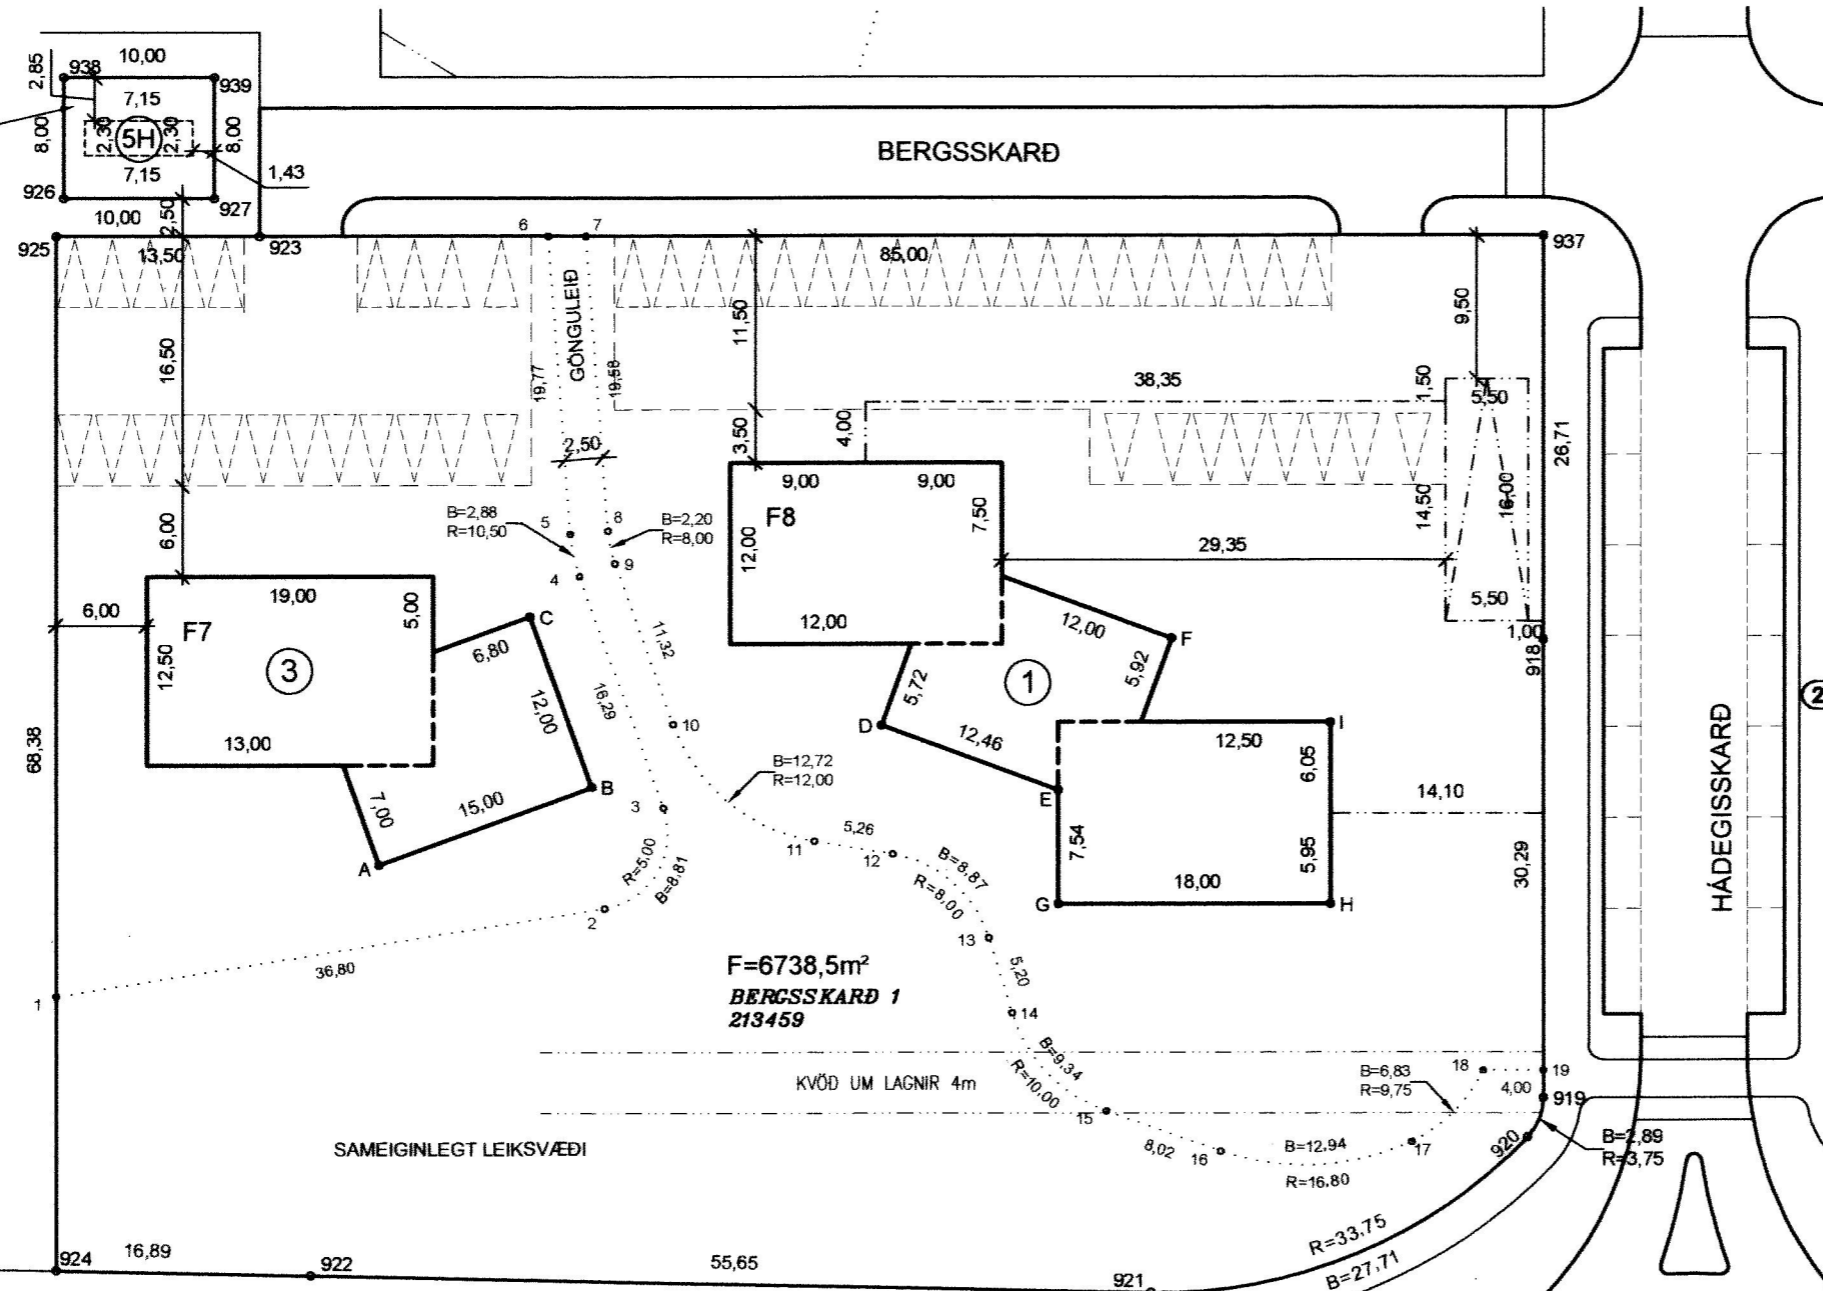 10,00
938
939
2,85
7,15
8,00
2,30
5H
2,30
8,00
7,15
1,43
926
927
10,00
2,50
BERGSSKARÐ
925
13,50
923
6
7
85,00
937
GÖNGULEIÐ
16,50
11,50
9,50
19,77
19,58
38,35
1,50
5,50
26,71
3,50
4,00
2,50
9,00
9,00
F8
7,50
12,00
14,50
16,00
B=2,88
R=10,50
5
8
B=2,20
R=8,00
6,00
4
9
29,35
5,50
1,00
918
19,00
5,00
6,00
F7
12,50
3
C
6,80
12,00
11,32
16,29
12,00
12,00
F
5,92
5,72
1
2
HÁDEGISSKARÐ
68,38
13,00
7,00
15,00
B
A
10
D
12,46
12,50
I
6,05
B=12,72
R=12,00
3
E
14,10
5,26
11
12
R=5,00
B=8,81
B=8,87
R=8,00
7,54
5,95
30,29
18,00
G
H
2
13
36,80
1
F=6738,5m²
BERGSSKARÐ 1
213459
5,20
14
KVÖÐ UM LAGNIR 4m
B=9,34
R=10,00
B=6,83
R=9,75
18
19
4,00
919
15
SAMEIGINLEGT LEIKSVÆÐI
8,02
16
B=12,94
R=16,80
17
920
B=2,89
R=3,75
924
16,89
922
55,65
921
R=33,75
B=27,71